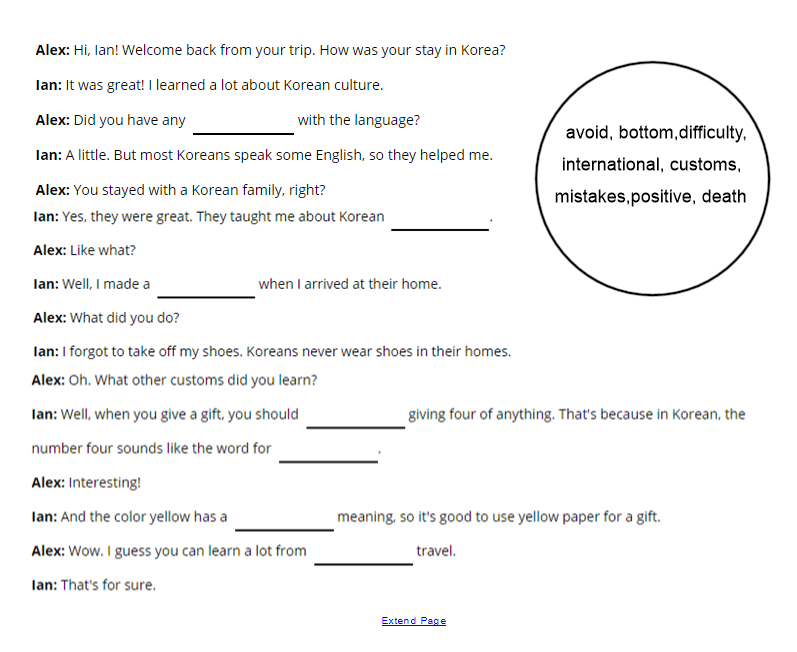 Alex: Hi, Ian! Welcome back from your trip. How was your stay in Korea?
Ian: It was great! I learned a lot about Korean culture.
Alex: Did you have any ____________ with the language?
Ian: A little. But most Koreans speak some English, so they helped me.
Alex: You stayed with a Korean family, right?
Ian: Yes, they were great. They taught me about Korean ____________.
Alex: Like what?
Ian: Well, I made a ____________ when I arrived at their home.
Alex: What did you do?
Ian: I forgot to take off my shoes. Koreans never wear shoes in their homes.
Alex: Oh. What other customs did you learn?
Ian: Well, when you give a gift, you should ____________ giving four of anything. That's because in Korean, the
number four sounds like the word for ____________.
Alex: Interesting!
Ian: And the color yellow has a ____________ meaning, so it's good to use yellow paper for a gift.
Alex: Wow. I guess you can learn a lot from ____________ travel.
Ian: That's for sure.
avoid, bottom,difficulty,
international, customs,
mistakes,positive, death
Extend Page